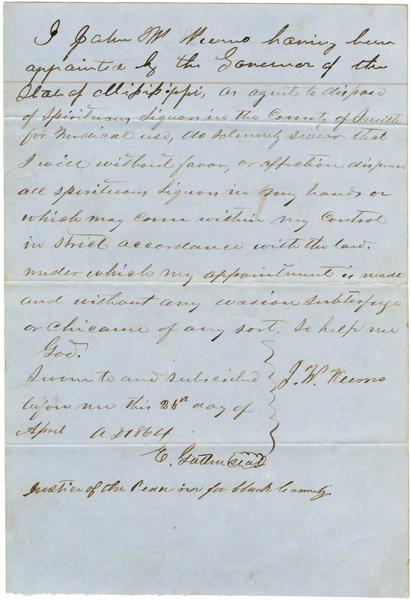 I John W Weems having been
appointed by the Governor of the
State of Mississippi, as agent to dispose
of Spirituous Liquors in the County of Smith
for Medical use, do solemnly swear that
I will without favor, or affection dispose
all spirituous liquors in my hands or
which may come within my control
in strict accordance with the law.
under which my appointment is made
and without any evasion subterfuge
or chicane of any sort. So help me
God.
Sworn to and subscribed
before me this 26th day of
April A D 1864
J. W. Weems
E. seal
Justice of the Peace in & for County